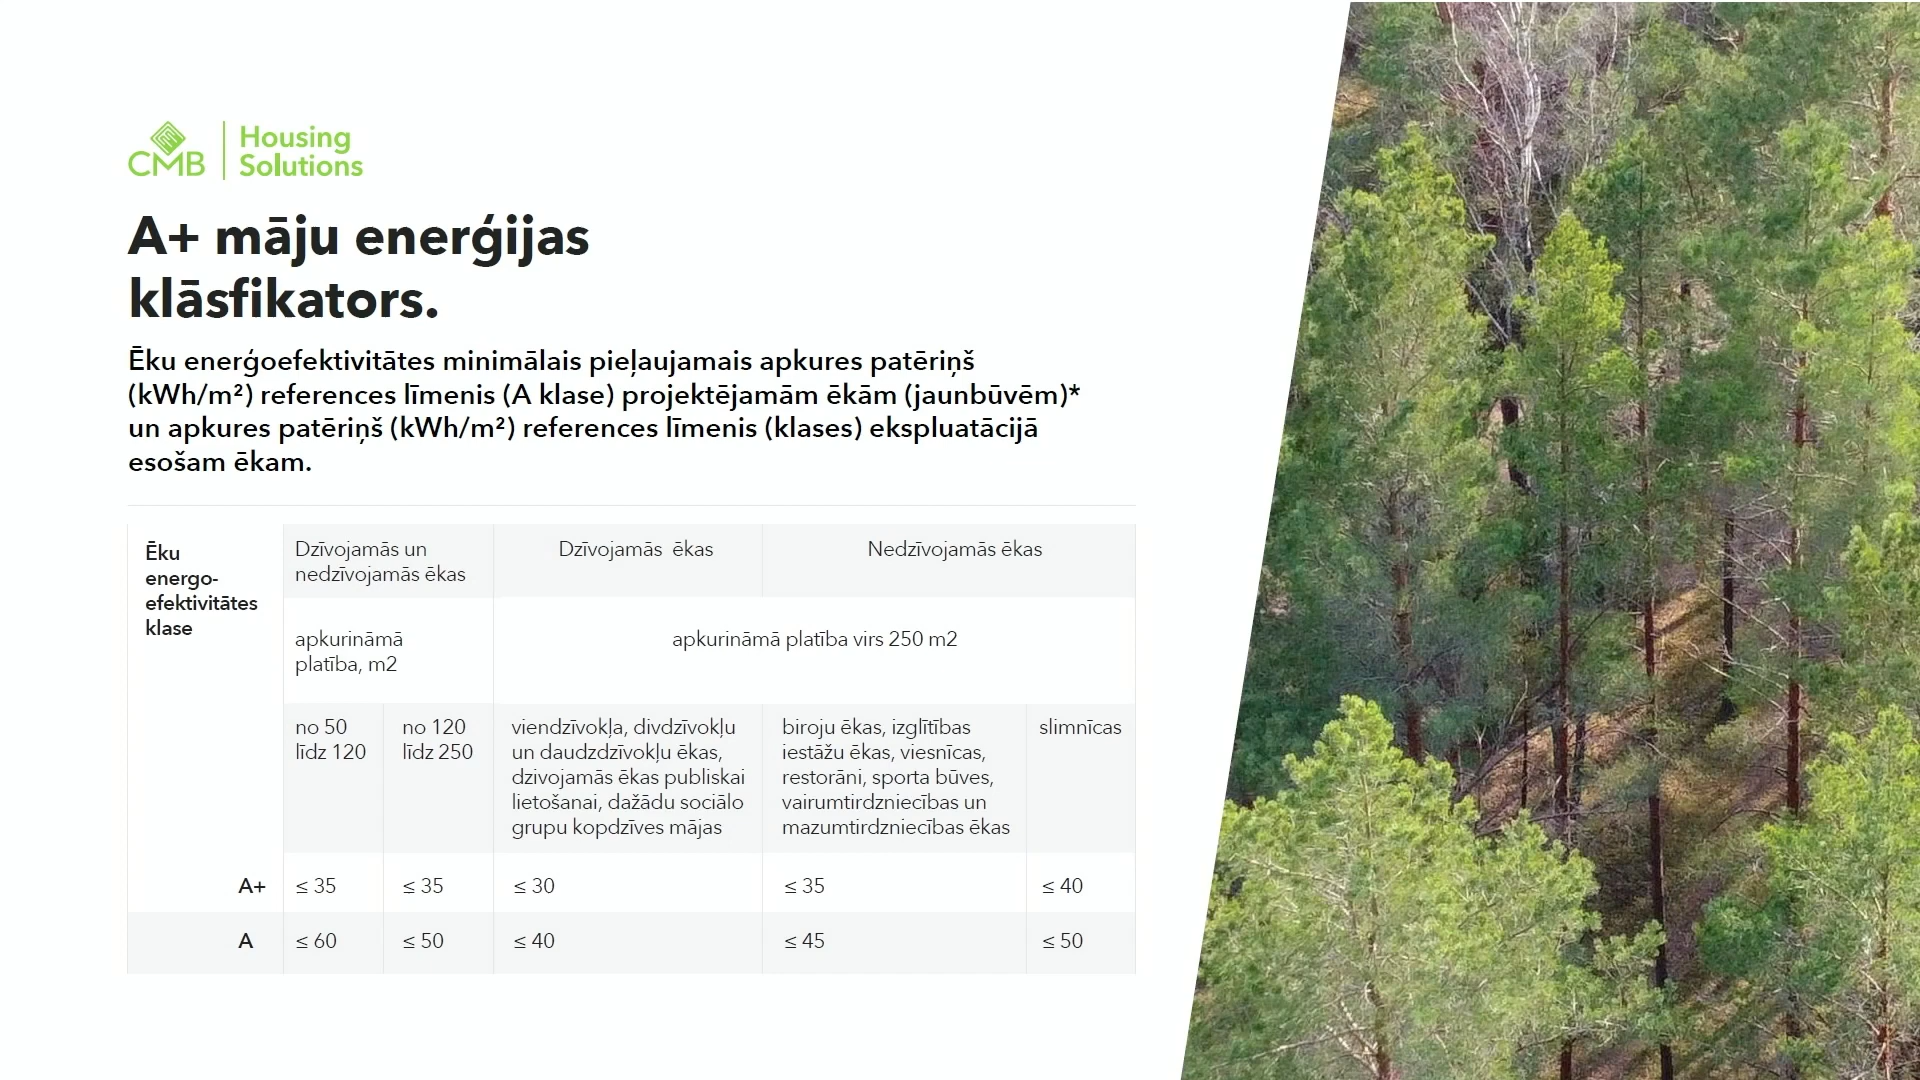 CMB
Housing
Solutions
A+ māju enerģijas
klāsfikators.
Ēku enerģoefektivitātes minimālais pieļaujamais apkures patēriņš
(kWh/m²) references līmenis (A klase) projektējamām ēkām (jaunbūvēm)*
un apkures patēriņš (kWh/m²) references līmenis (klases) ekspluatācijā
esošam ēkam.
Ēku
energo-
efektivitātes
klase
Dzīvojamās un
nedzīvojamās ēkas
Dzīvojamās ēkas
Nedzīvojamās ēkas
apkurināmā
platība, m2
apkurināmā platība virs 250 m2
no 50
līdz 120
no 120
līdz 250
viendzīvokļa, divdzīvokļu
un daudzdzīvokļu ēkas,
dzivojamās ēkas publiskai
lietošanai, dažādu sociālo
grupu kopdzīves mājas
biroju ēkas, izglītības
iestāžu ēkas, viesnīcas,
restorāni, sporta būves,
vairumtirdzniecības un
mazumtirdzniecības ēkas
slimnīcas
A+ ≤ 35 ≤ 35 ≤ 30 ≤ 35 ≤ 40
A ≤ 60 ≤ 50 ≤ 40 ≤ 45 ≤ 50